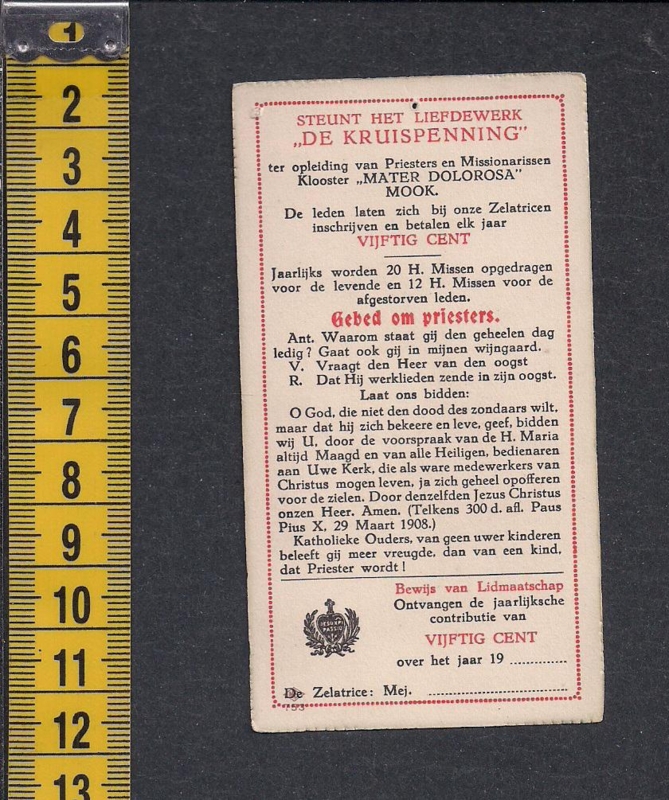 1
2
3
4
5
6
7
8
9
10
11
12
13
STEUNT HET LIEFDEWERK
„DE KRUISPENNING"
ter opleiding van Priesters en Missionarissen
Klooster „MATER DOLOROSA"
MOOK.
De leden laten zich bij onze Zelatricen
inschrijven en betalen elk jaar
VIJFTIG CENT
Jaarlijks worden 20 H. Missen opgedragen
voor de levende en 12 H. Missen voor de
afgestorven leden.
Gebed om priesters.
Ant. Waarom staat gij den geheelen dag
ledig? Gaat ook gij in mijnen wijngaard.
V. Vraagt den Heer van den oogst
R. Dat Hij werklieden zende in zijn oogst.
Laat ons bidden:
O God, die niet den dood des zondaars wilt,
maar dat hij zich bekeere en leve, geef, bidden
wij U, door de voorspraak van de H. Maria
altijd Maagd en van alle Heiligen, bedienaren
aan Uwe Kerk, die als ware medewerkers van
Christus mogen leven, ja zich geheel opofferen
voor de zielen. Door denzelfden Jezus Christus
onzen Heer. Amen. (Telkens 300 d. afl. Paus
Pius X, 29 Maart 1908.)
Katholieke Ouders, van geen uwer kinderen
beleeft gij meer vreugde, dan van een kind,
dat Priester wordt!
Bewijs van Lidmaatschap
Ontvangen de jaarlijksche
contributie van
VIJFTIG CENT
over het jaar 19 ..............
De Zelatrice: Mej. ..................................